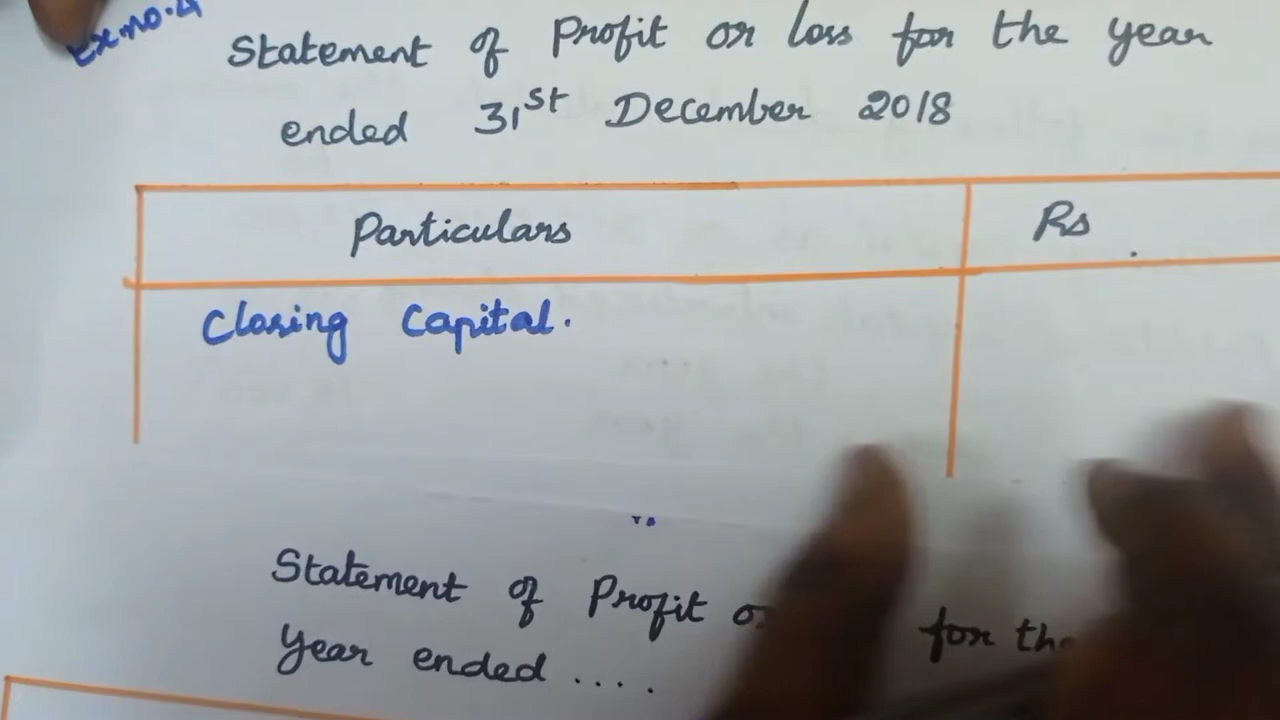 Ex no. 4
Statement of Profit or loss for the year
ended 31st December 2018
Particulars
Rs
Closing Capital.
Statement of Profit for the
Year ended ....